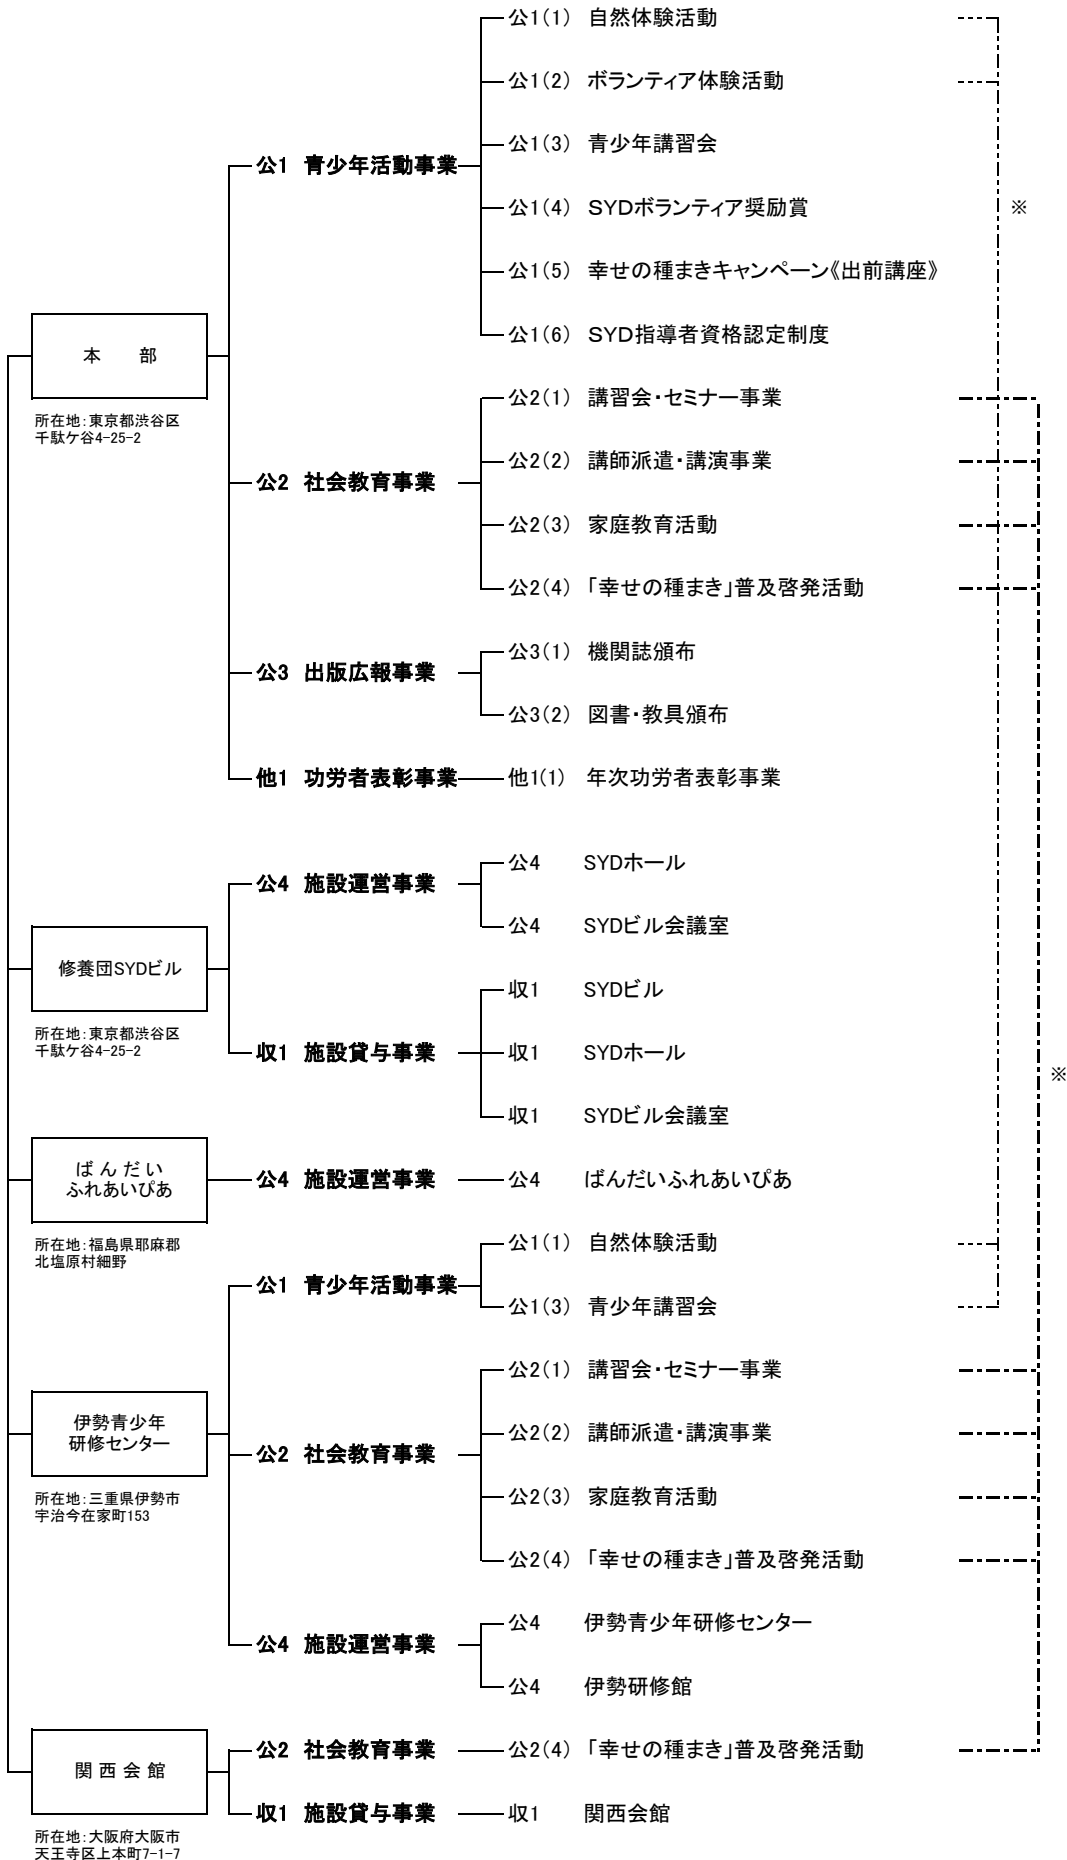 公1(1) 自然体験活動
公1(2) ボランティア体験活動
公1(3) 青少年講習会
公1 青少年活動事業
公1(4) SYDボランティア奨励賞
※
公1(5) 幸せの種まきキャンペーン《出前講座》
公1(6) SYD指導者資格認定制度
本 部
所在地:東京都渋谷区
千駄ケ谷4-25-2
公2(1) 講習会・セミナー事業
公2(2) 講師派遣・講演事業
公2 社会教育事業
公2(3) 家庭教育活動
公2(4) 「幸せの種まき」普及啓発活動
公3(1) 機関誌頒布
公3 出版広報事業
公3(2) 図書・教具頒布
他1 功労者表彰事業
他1(1) 年次功労者表彰事業
公4 SYDホール
公4 施設運営事業
公4 SYDビル会議室
修養団SYDビル
所在地:東京都渋谷区
千駄ケ谷4-25-2
収1 SYDビル
収1 施設貸与事業
収1 SYDホール
※
収1 SYDビル会議室
ばんだい
ふれあいぴあ
公4 施設運営事業
公4 ばんだいふれあいぴあ
所在地:福島県耶麻郡
北塩原村細野
公1(1) 自然体験活動
公1 青少年活動事業
公1(3) 青少年講習会
公2(1) 講習会・セミナー事業
伊勢青少年
研修センター
公2(2) 講師派遣・講演事業
公2 社会教育事業
所在地:三重県伊勢市
宇治今在家町153
公2(3) 家庭教育活動
公2(4) 「幸せの種まき」普及啓発活動
公4 伊勢青少年研修センター
公4 施設運営事業
公4 伊勢研修館
関西会館
公2 社会教育事業
公2(4) 「幸せの種まき」普及啓発活動
収1 施設貸与事業
収1 関西会館
所在地:大阪府大阪市
天王寺区上本町7-1-7